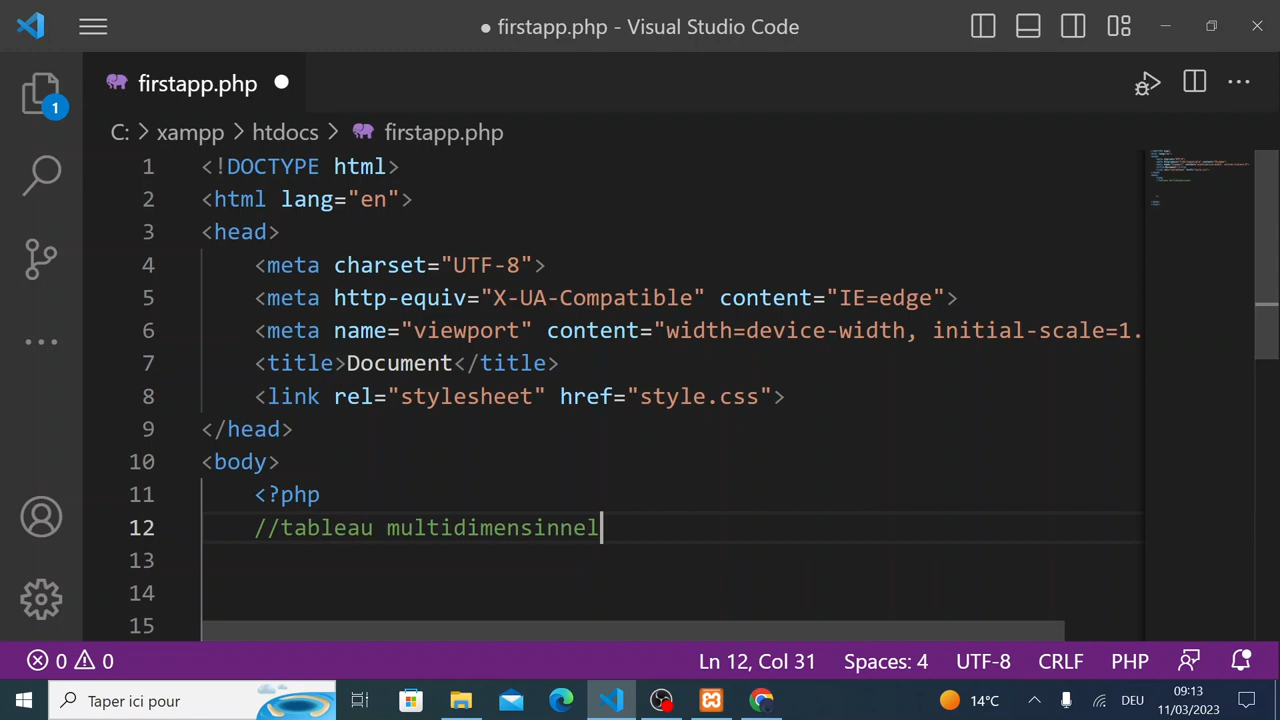 ● firstapp.php - Visual Studio Code
firstapp.php ●
1
C: > xampp > htdocs > firstapp.php
1 <!DOCTYPE html>
2 <html lang="en">
3 <head>
4 <meta charset="UTF-8">
5 <meta http-equiv="X-UA-Compatible" content="IE=edge">
6 <meta name="viewport" content="width=device-width, initial-scale=1.
7 <title>Document</title>
8 <link rel="stylesheet" href="style.css">
9 </head>
10 <body>
11 <?php
12 //tableau multidimensinnel
13
14
15
0 0 Ln 12, Col 31 Spaces: 4 UTF-8 CRLF PHP
Taper ici pour 14°C DEU 09:13
11/03/2023